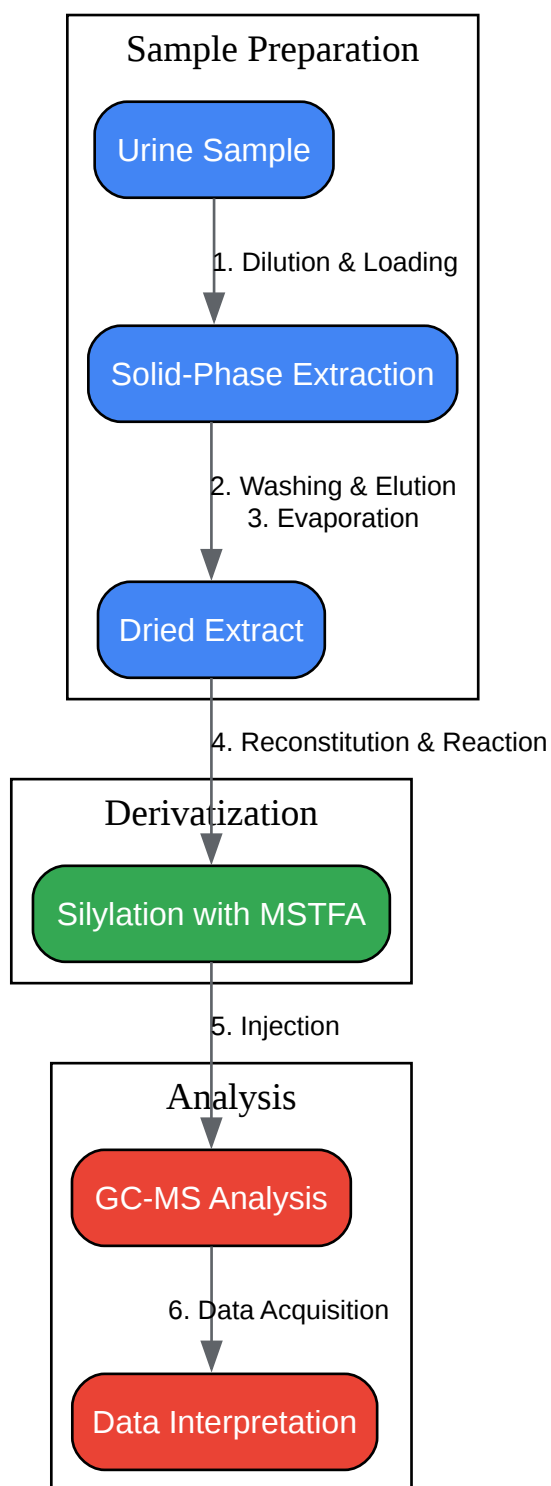 Sample Preparation
Urine Sample
1. Dilution & Loading
Solid-Phase Extraction
2. Washing & Elution
3. Evaporation
Dried Extract
4. Reconstitution & Reaction
Derivatization
Silylation with MSTFA
5. Injection
Analysis
GC-MS Analysis
6. Data Acquisition
Data Interpretation